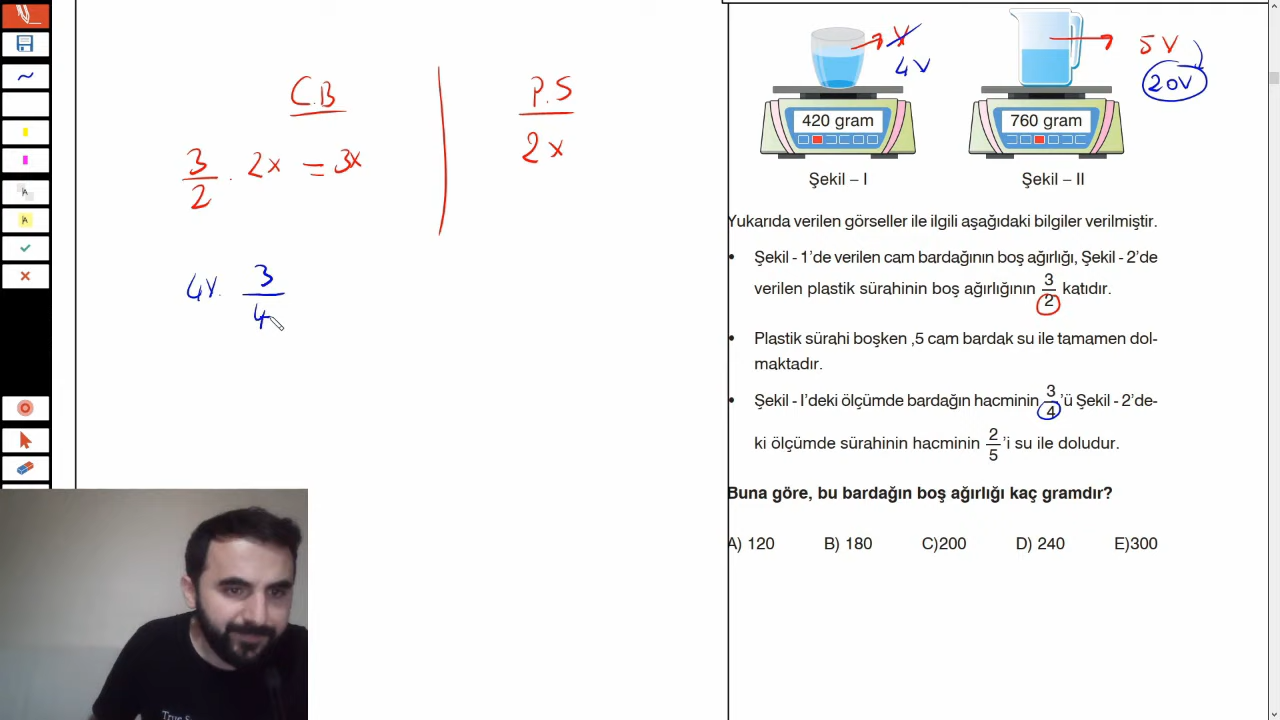 C.B
P.S
3/2 . 2x = 3x
2x
4V. 3/4
V
4V
5V
20V
420 gram
760 gram
Şekil – I
Şekil – II
Yukarıda verilen görseller ile ilgili aşağıdaki bilgiler verilmiştir.
• Şekil - 1’de verilen cam bardağının boş ağırlığı, Şekil - 2’de
verilen plastik sürahinin boş ağırlığının 3/2 katıdır.
• Plastik sürahi boşken ,5 cam bardak su ile tamamen dol-
maktadır.
• Şekil - I’deki ölçümde bardağın hacminin 3/4’ü Şekil - 2’de-
ki ölçümde sürahinin hacminin 2/5’i su ile doludur.
Buna göre, bu bardağın boş ağırlığı kaç gramdır?
A) 120 B) 180 C)200 D) 240 E)300